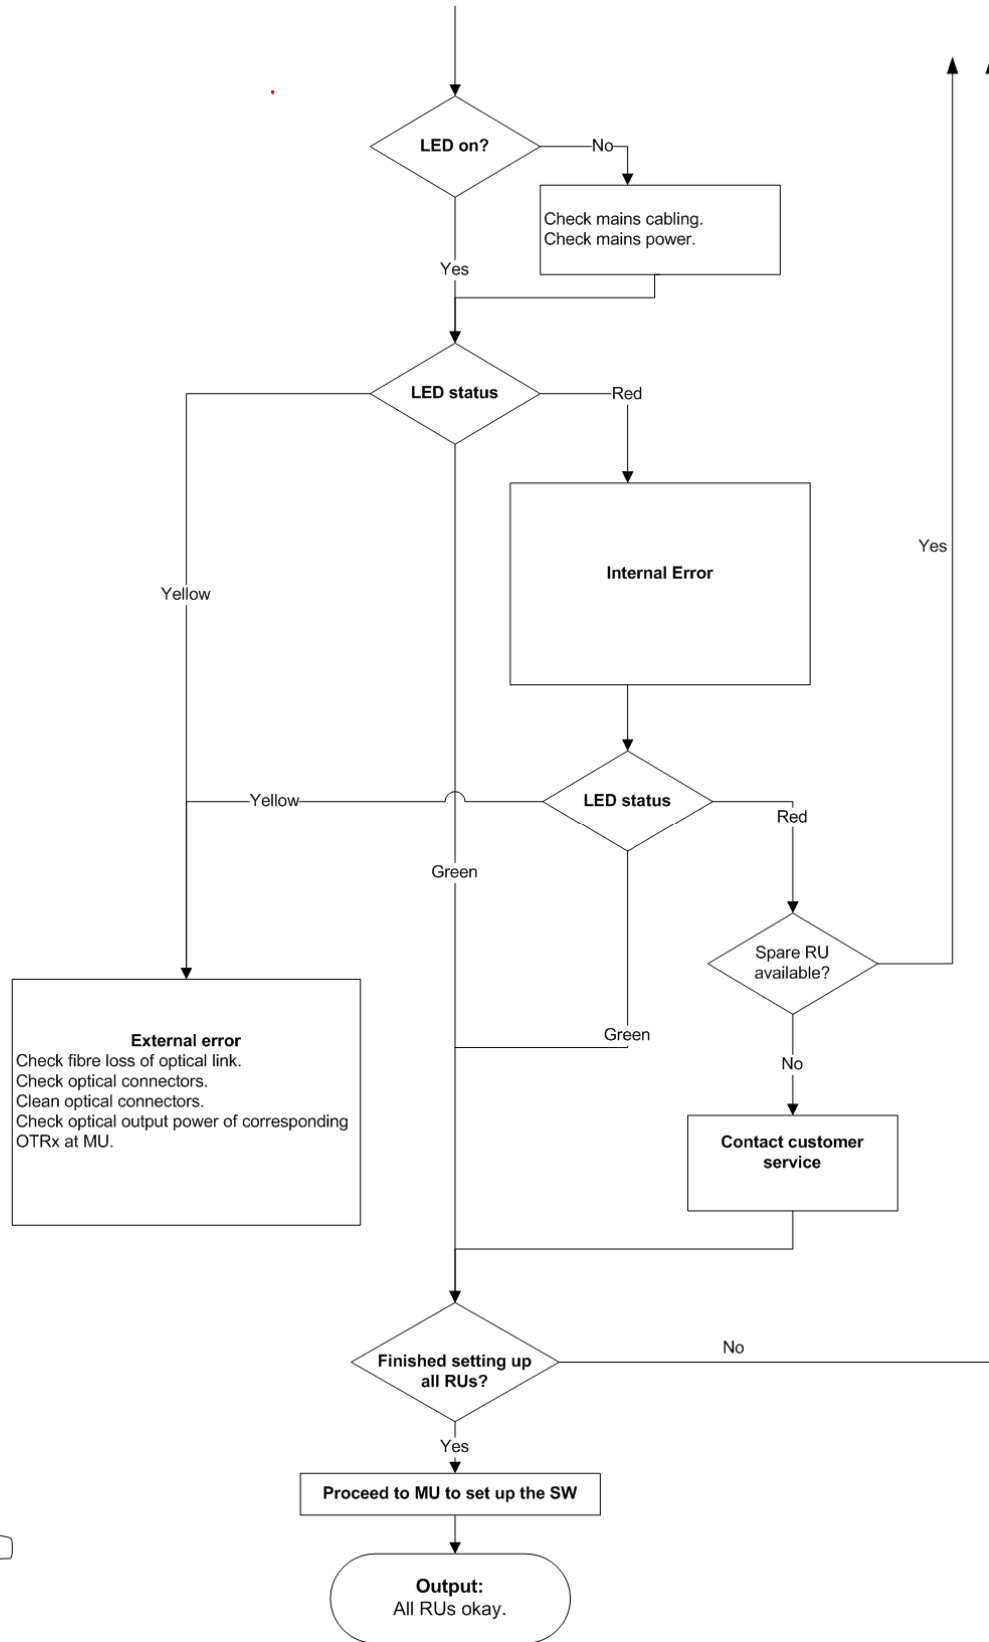 LED on?
No
Check mains cabling.
Check mains power.
Yes
LED status
Red
Yes
Internal Error
Yellow
LED status
Yellow
Red
Green
Spare RU
available?
Green
External error
Check fibre loss of optical link.
Check optical connectors.
Clean optical connectors.
Check optical output power of corresponding
OTRx at MU.
No
Contact customer
service
Finished setting up
all RUs?
No
Yes
Proceed to MU to set up the SW
Output:
All RUs okay.